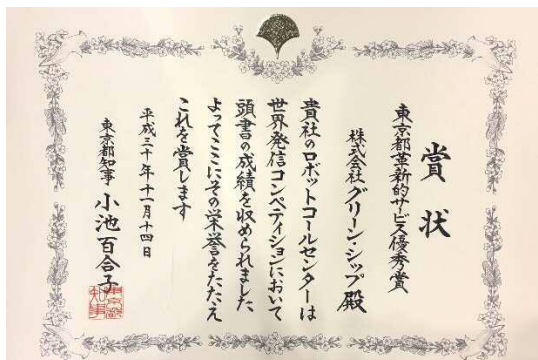 賞状
東京都革新的サービス優秀賞
株式会社グリーン・シップ殿
貴社のロボットコールセンターは
世界発信コンペティションにおいて
頭書の成績を収められました
よってここにその栄誉をたたえ
これを賞します
平成三十年十一月十四日
東京都知事 小池百合子
東京都知事